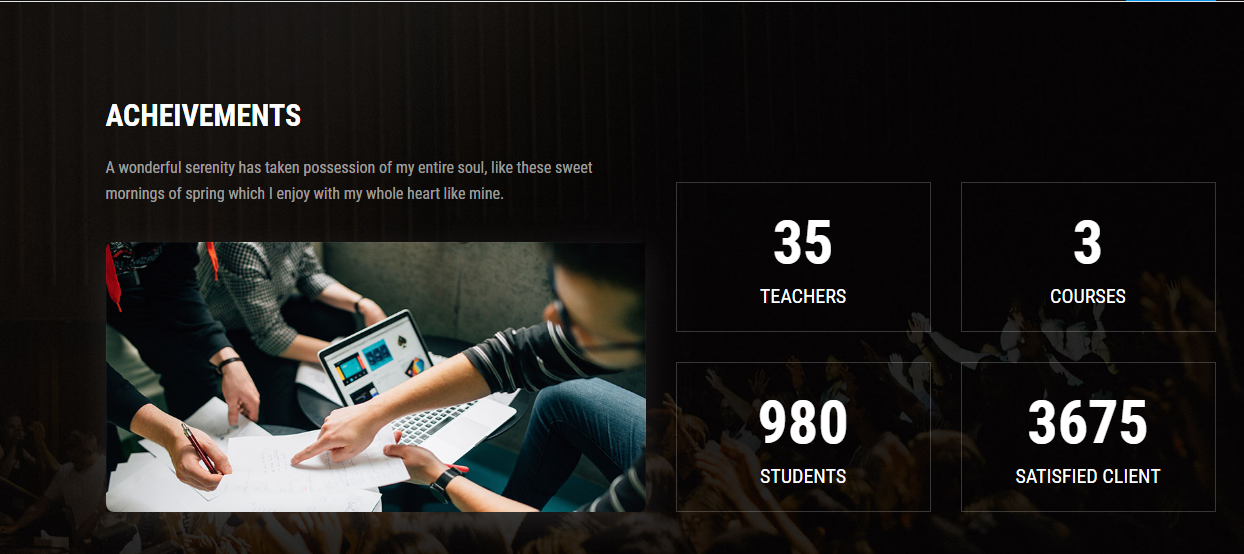 ACHEIVEMENTS
A wonderful serenity has taken possession of my entire soul, like these sweet
mornings of spring which I enjoy with my whole heart like mine.
35
TEACHERS
3
COURSES
980
STUDENTS
3675
SATISFIED CLIENT